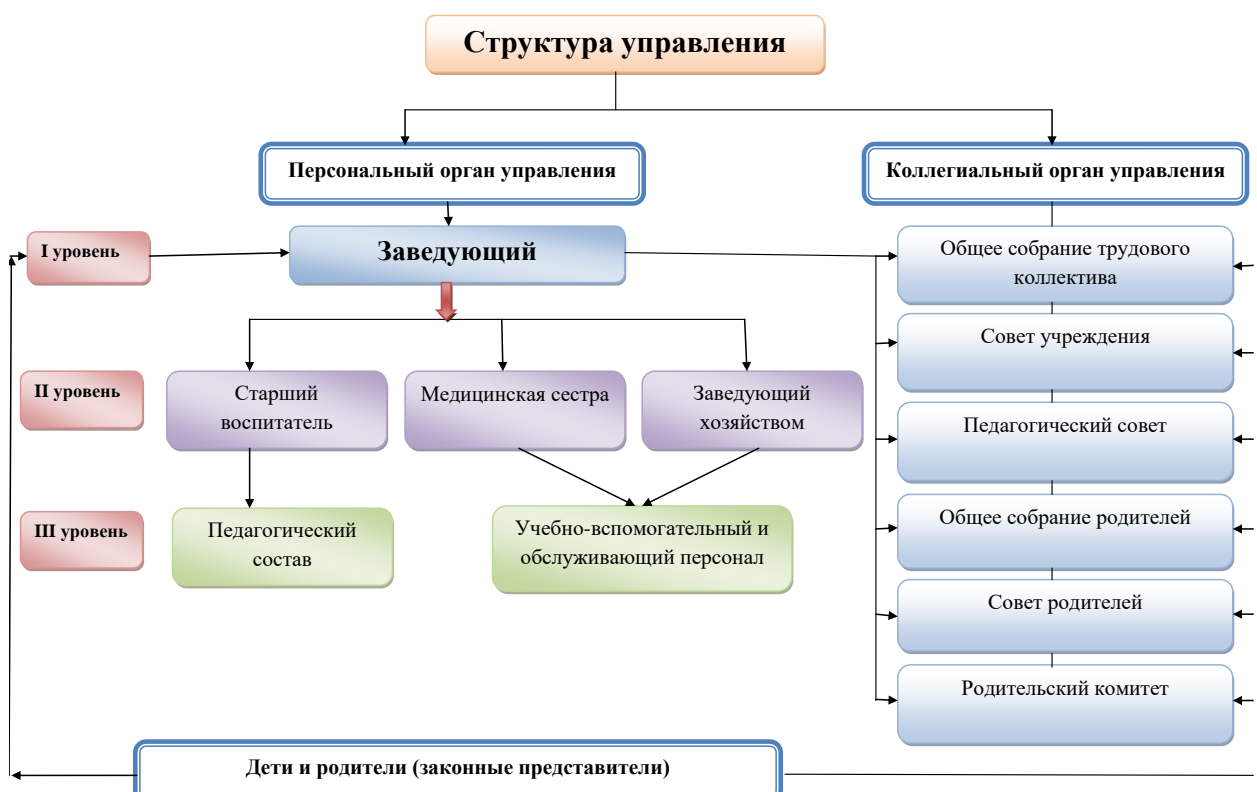 Структура управления
Персональный орган управления
Коллегиальный орган управления
I уровень
Заведующий
Общее собрание трудового
коллектива
Совет учреждения
II уровень
Старший
воспитатель
Медицинская сестра
Заведующий
хозяйством
Педагогический совет
III уровень
Педагогический
состав
Учебно-вспомогательный и
обслуживающий персонал
Общее собрание родителей
Совет родителей
Родительский комитет
Дети и родители (законные представители)